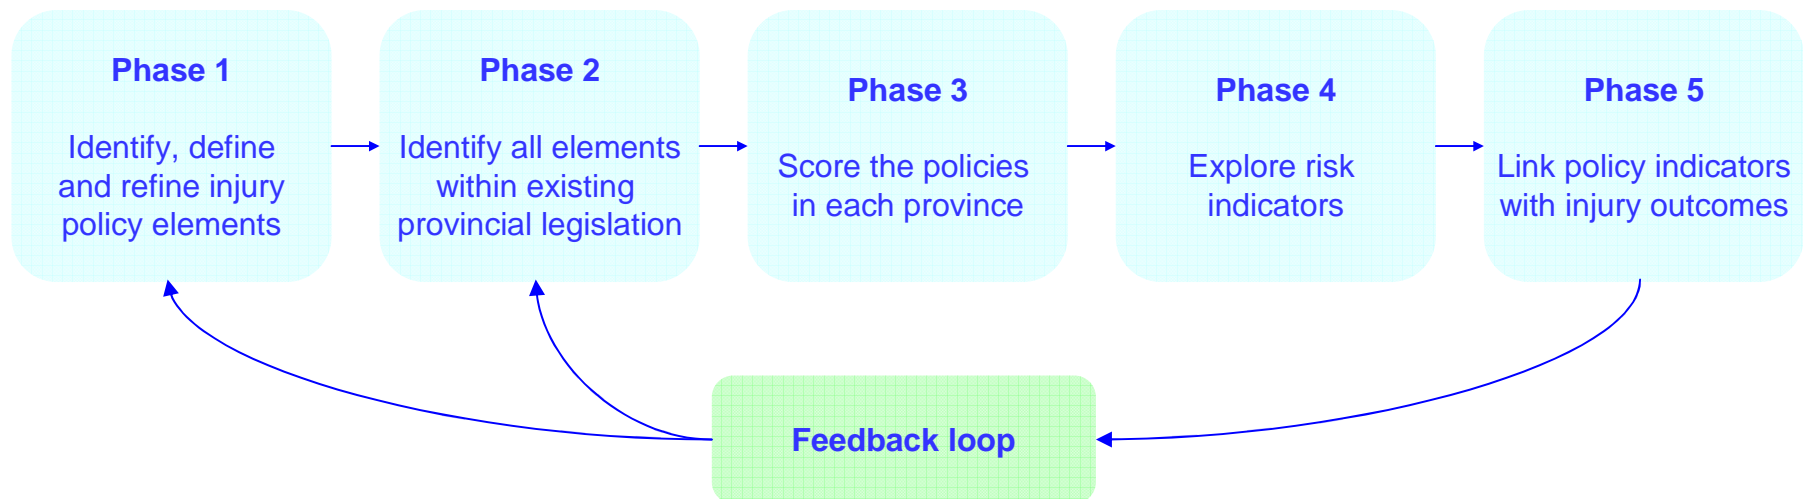 Phase 1
Identify, define
and refine injury
policy elements
Phase 2
Identify all elements
within existing
provincial legislation
Phase 3
Score the policies
in each province
Phase 4
Explore risk
indicators
Phase 5
Link policy indicators
with injury outcomes
Feedback loop